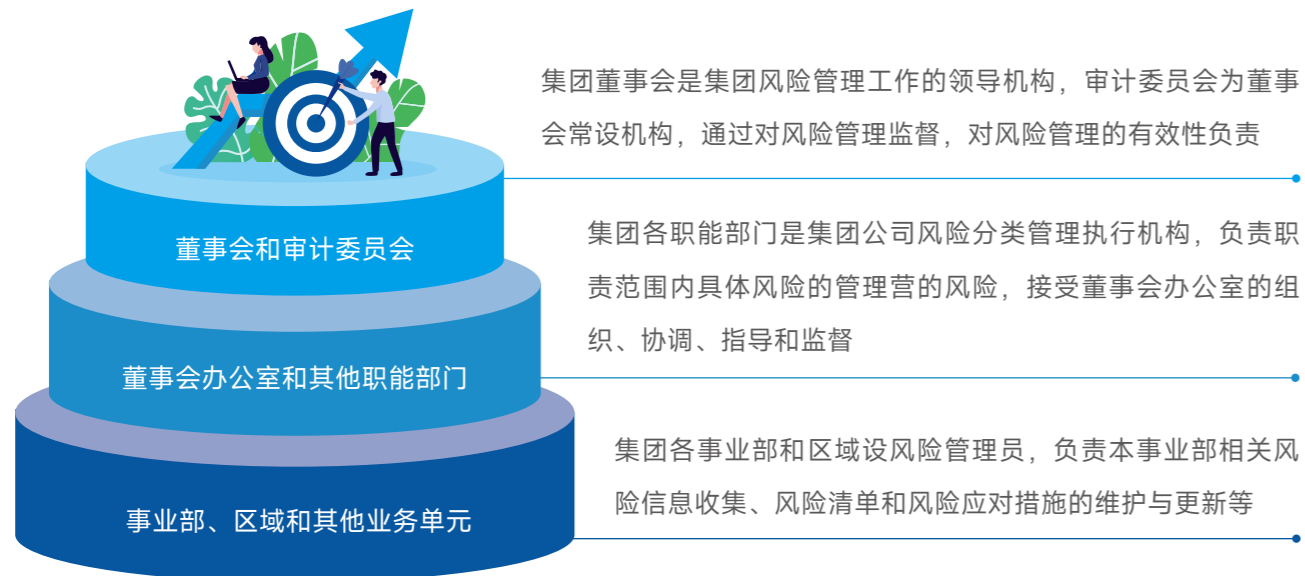 集团董事会是集团风险管理工作的领导机构，审计委员会为董事
会常设机构，通过对风险管理监督，对风险管理的有效性负责
董事会和审计委员会
集团各职能部门是集团公司风险分类管理执行机构，负责职
责范围内具体风险的管理营的风险，接受董事会办公室的组
织、协调、指导和监督
董事会办公室和其他职能部门
集团各事业部和区域设风险管理员，负责本事业部相关风
险信息收集、风险清单和风险应对措施的维护与更新等
事业部、区域和其他业务单元